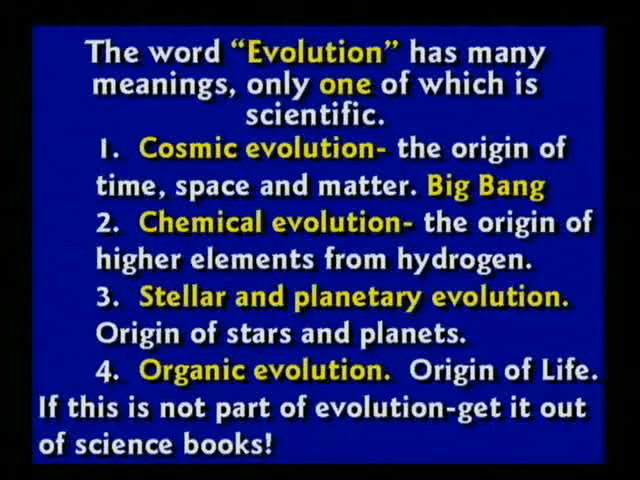 The word “Evolution” has many
meanings, only one of which is
scientific.
1. Cosmic evolution- the origin of
time, space and matter. Big Bang
2. Chemical evolution- the origin of
higher elements from hydrogen.
3. Stellar and planetary evolution.
Origin of stars and planets.
4. Organic evolution. Origin of Life.
If this is not part of evolution-get it out
of science books!